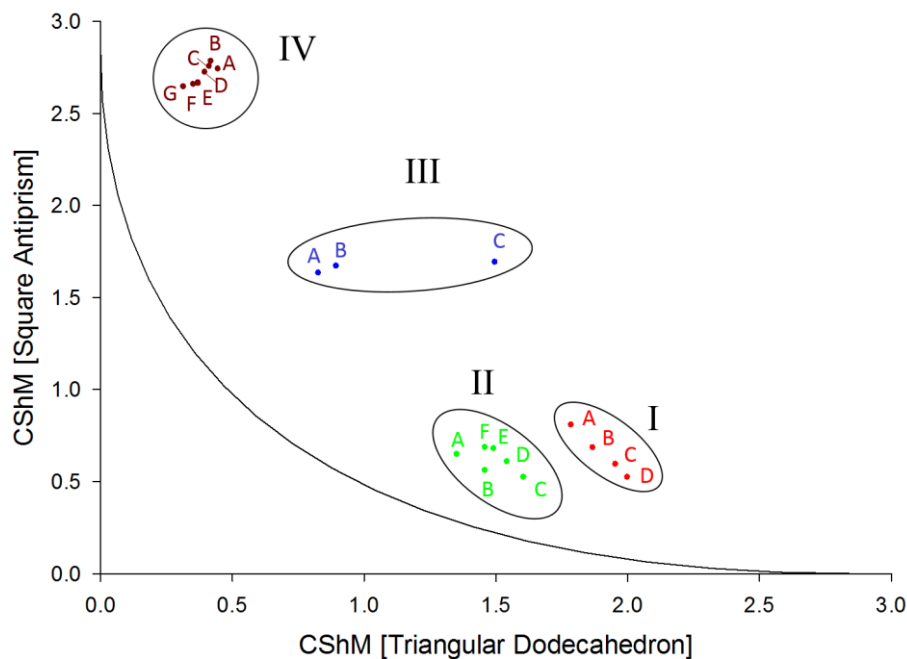 3.0
2.5
2.0
1.5
1.0
0.5
0.0
CShM [Square Antiprism]
IV
B
C
A
D
G
F
E
III
A
B
C
II
F
E
A
D
B
C
I
A
B
C
D
0.0 0.5 1.0 1.5 2.0 2.5 3.0
CShM [Triangular Dodecahedron]